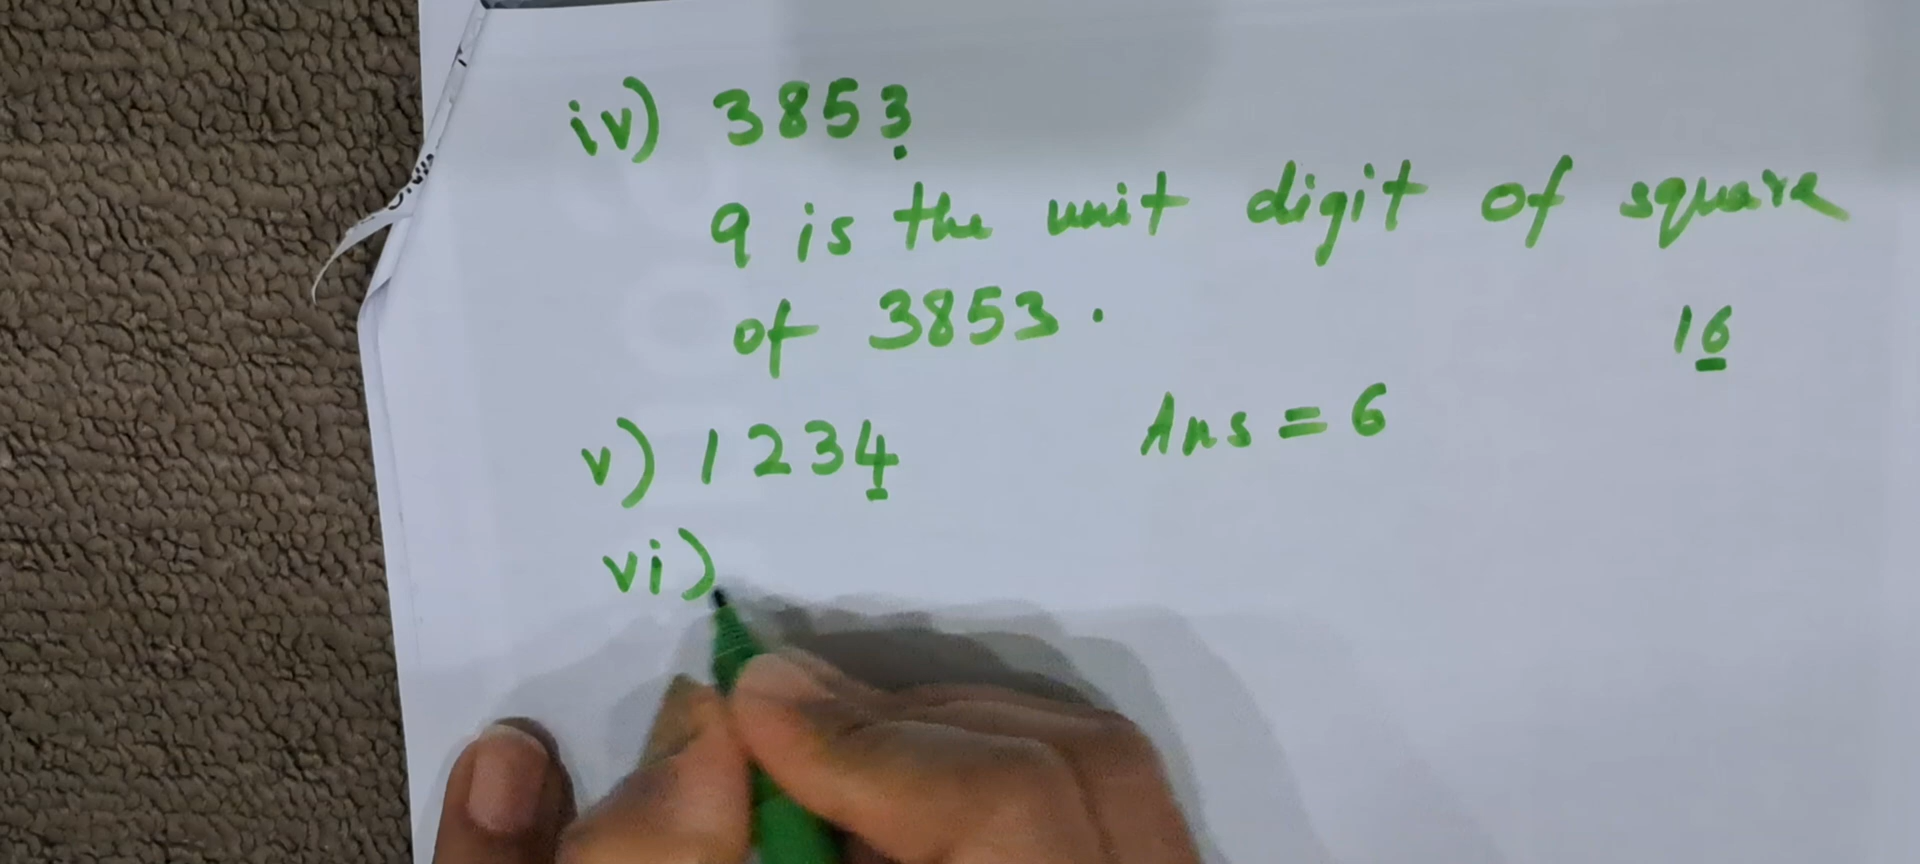 iv) 3853
9 is the unit digit of square
of 3853.
16
v) 1234 Ans = 6
vi)